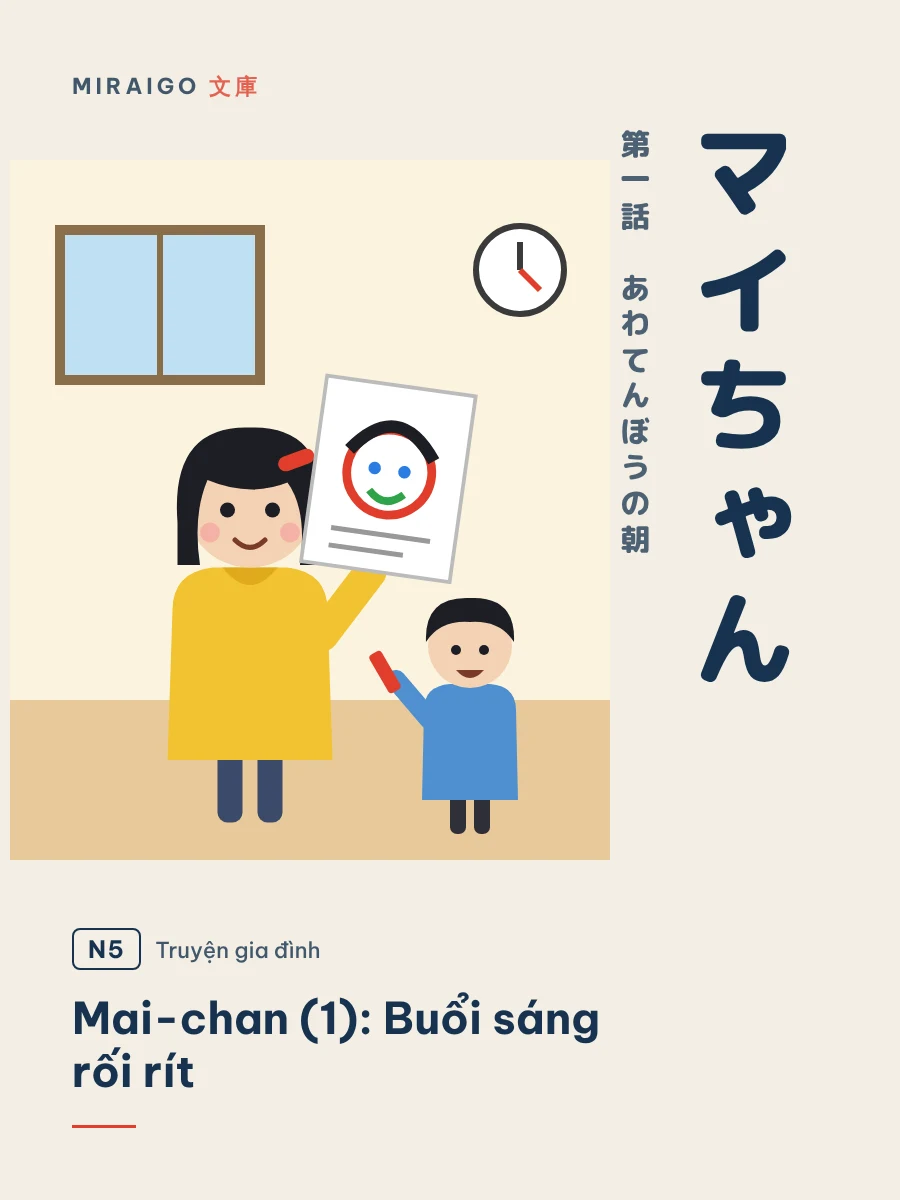 MIRAIGO 文庫
マイちゃん
第一話 あわてんぼうの朝
N5 Truyện gia đình
Mai-chan (1): Buổi sáng
rối rít